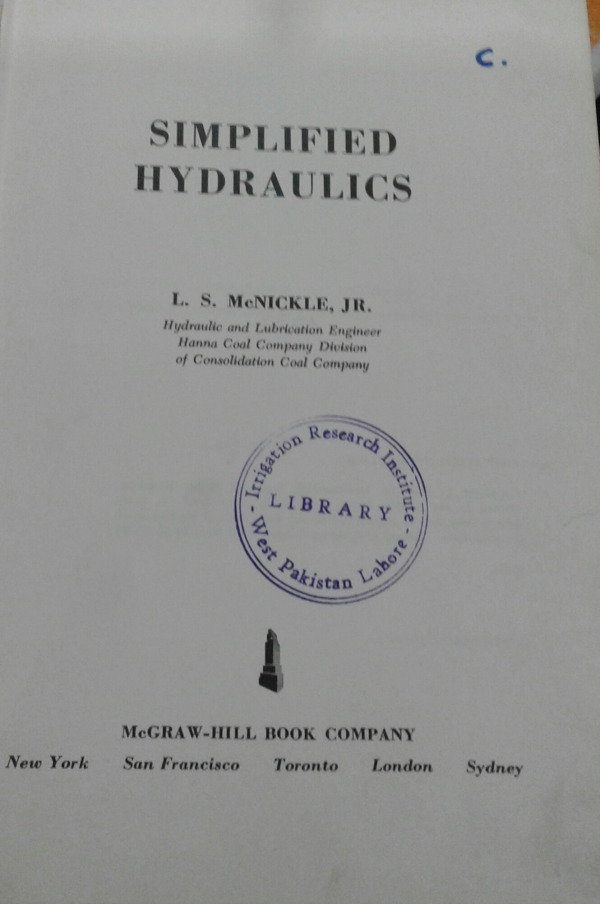 C.
SIMPLIFIED
HYDRAULICS
L. S. McNICKLE, JR.
Hydraulic and Lubrication Engineer
Hanna Coal Company Division
of Consolidation Coal Company
- Irrigation Research Institute -
LIBRARY
West Pakistan Lahore
McGRAW-HILL BOOK COMPANY
New York San Francisco Toronto London Sydney